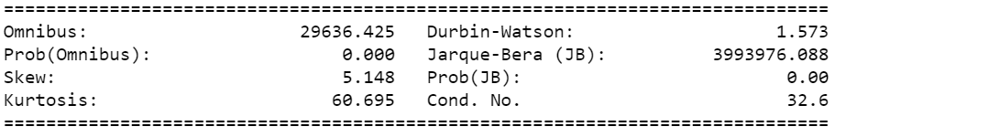 ==============================================================================
Omnibus: 29636.425 Durbin-Watson: 1.573
Prob(Omnibus): 0.000 Jarque-Bera (JB): 3993976.088
Skew: 5.148 Prob(JB): 0.00
Kurtosis: 60.695 Cond. No. 32.6
==============================================================================